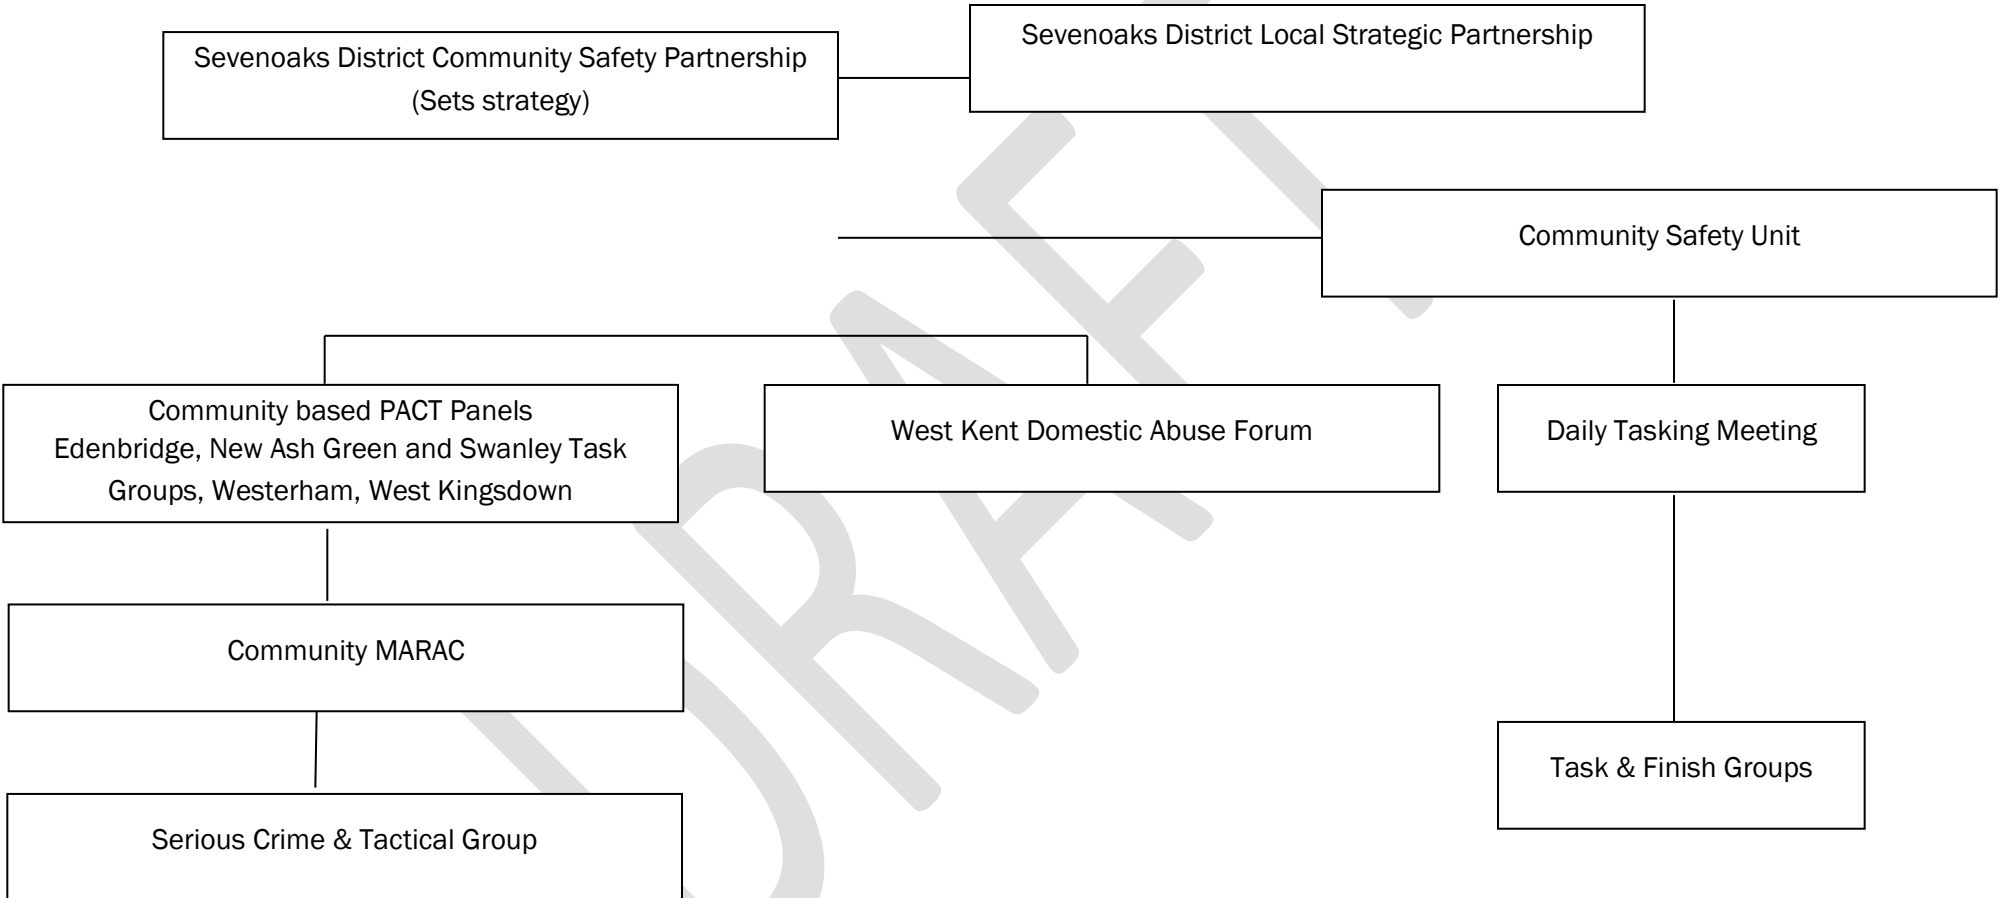 Sevenoaks District Local Strategic Partnership
Sevenoaks District Community Safety Partnership
(Sets strategy)
Community Safety Unit
Community based PACT Panels
Edenbridge, New Ash Green and Swanley Task
Groups, Westerham, West Kingsdown
West Kent Domestic Abuse Forum
Daily Tasking Meeting
Community MARAC
Task & Finish Groups
Serious Crime & Tactical Group
DRAFT